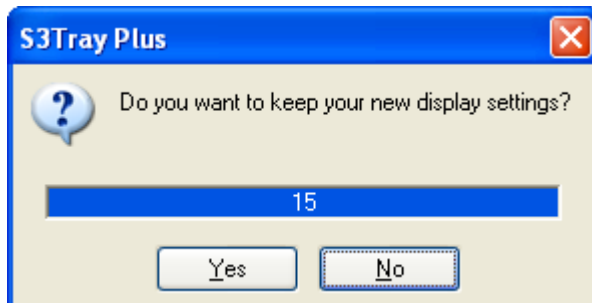 S3Tray Plus
?
Do you want to keep your new display settings?
15
Yes
No